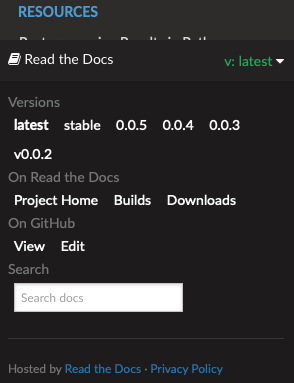 RESOURCES
Read the Docs v: latest
Versions
latest stable 0.0.5 0.0.4 0.0.3
v0.0.2
On Read the Docs
Project Home Builds Downloads
On GitHub
View Edit
Search
Search docs
Hosted by Read the Docs · Privacy Policy